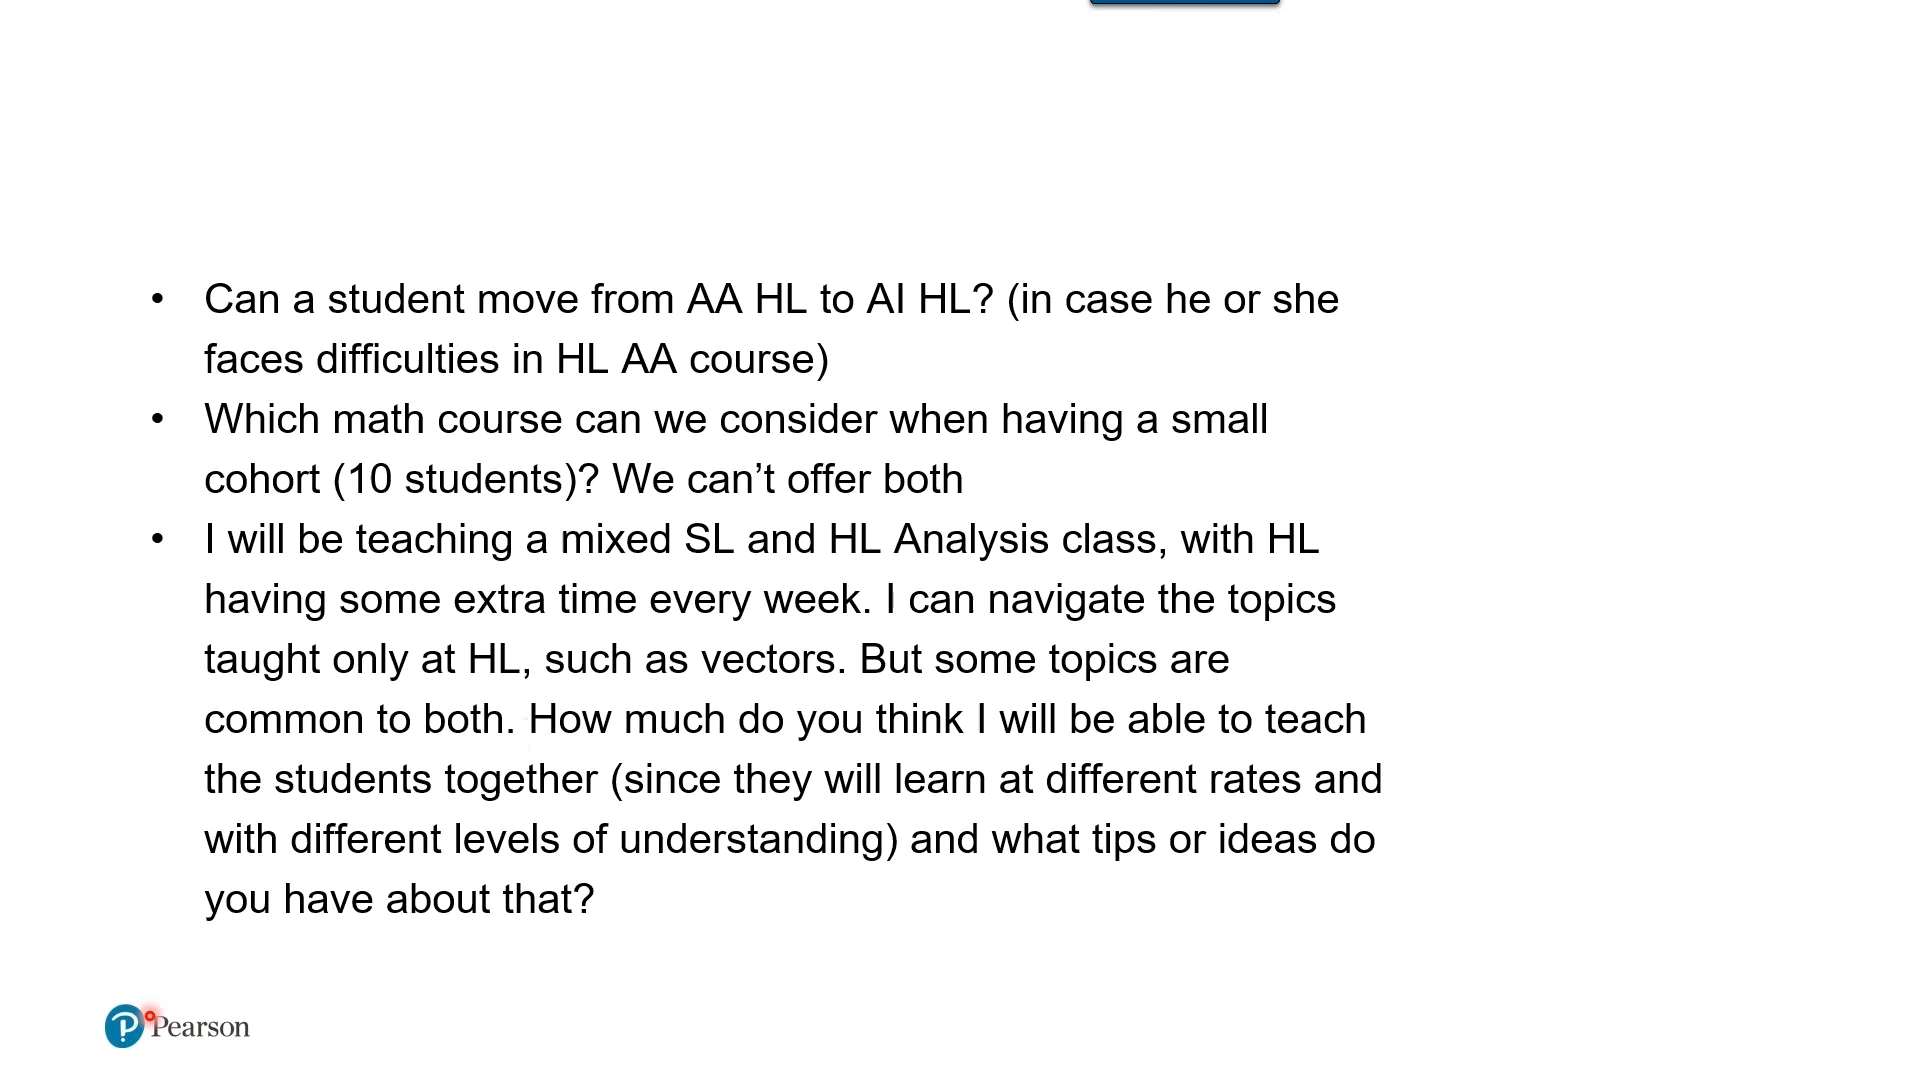 • Can a student move from AA HL to AI HL? (in case he or she
faces difficulties in HL AA course)
• Which math course can we consider when having a small
cohort (10 students)? We can’t offer both
• I will be teaching a mixed SL and HL Analysis class, with HL
having some extra time every week. I can navigate the topics
taught only at HL, such as vectors. But some topics are
common to both. How much do you think I will be able to teach
the students together (since they will learn at different rates and
with different levels of understanding) and what tips or ideas do
you have about that?
Pearson